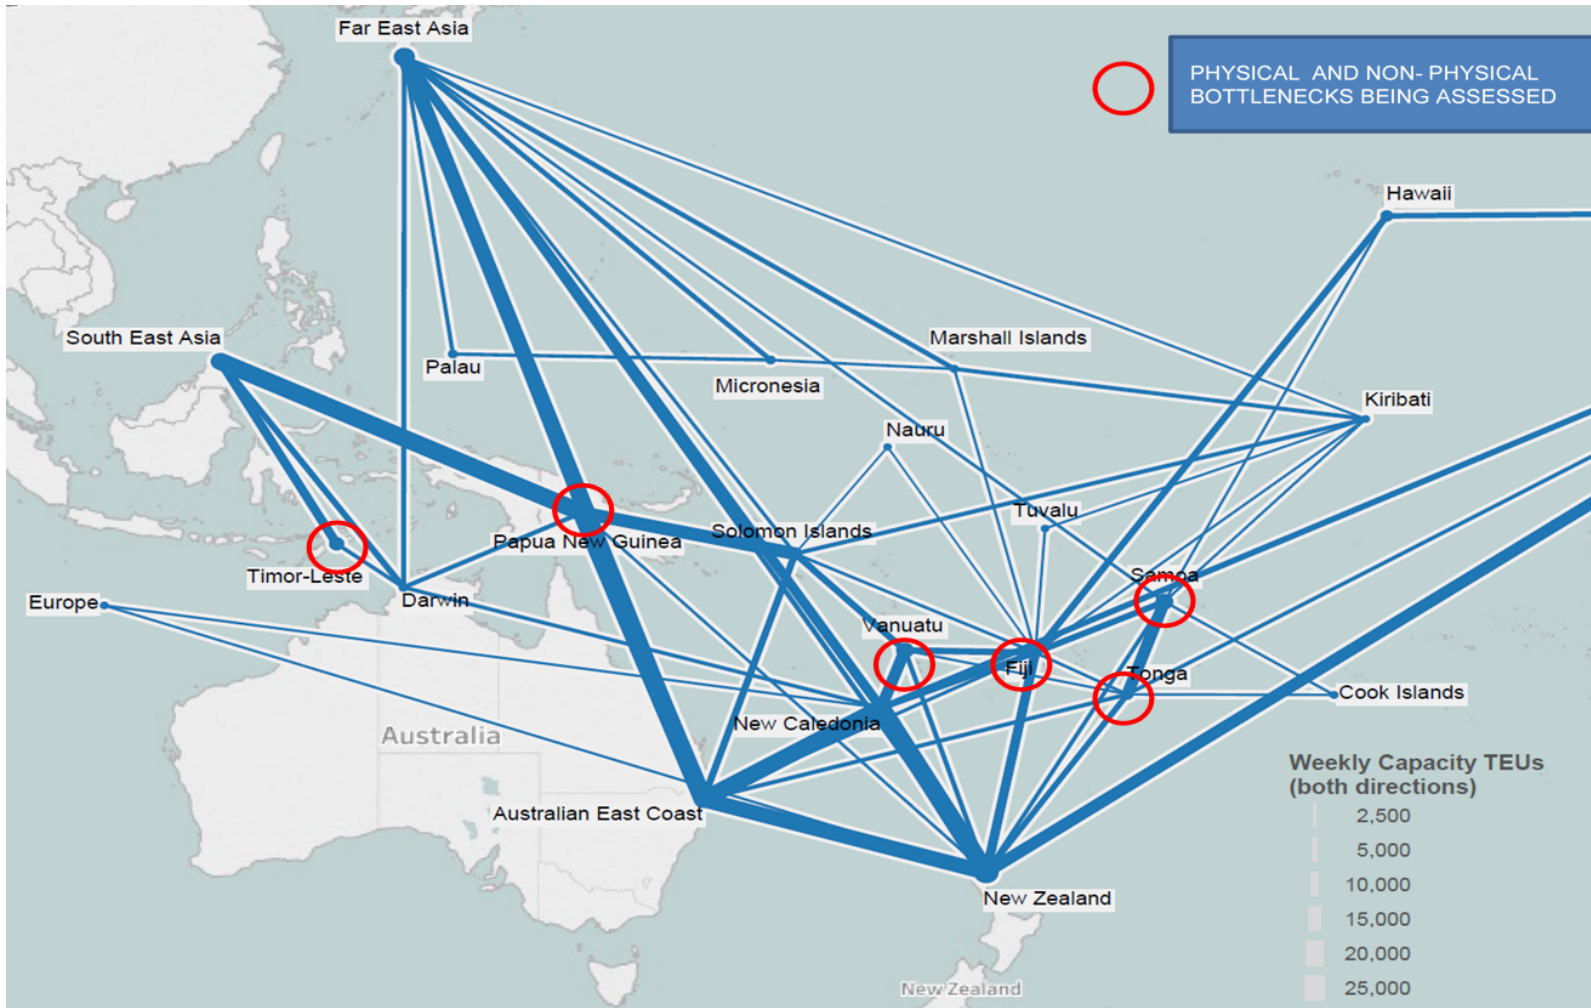 Far East Asia
PHYSICAL  AND NON- PHYSICAL
BOTTLENECKS BEING ASSESSED
Hawaii
South East Asia
Marshall Islands
Palau
Micronesia
Kiribati
Nauru
Tuvalu
Solomon Islands
Papua New Guinea
Timor-Leste
Samoa
Darwin
Europe
Vanuatu
Fiji
Tonga
Cook Islands
New Caledonia
Australia
Australian East Coast
Weekly Capacity TEUs
(both directions)
2,500
5,000
10,000
15,000
20,000
25,000
New Zealand
New Zealand